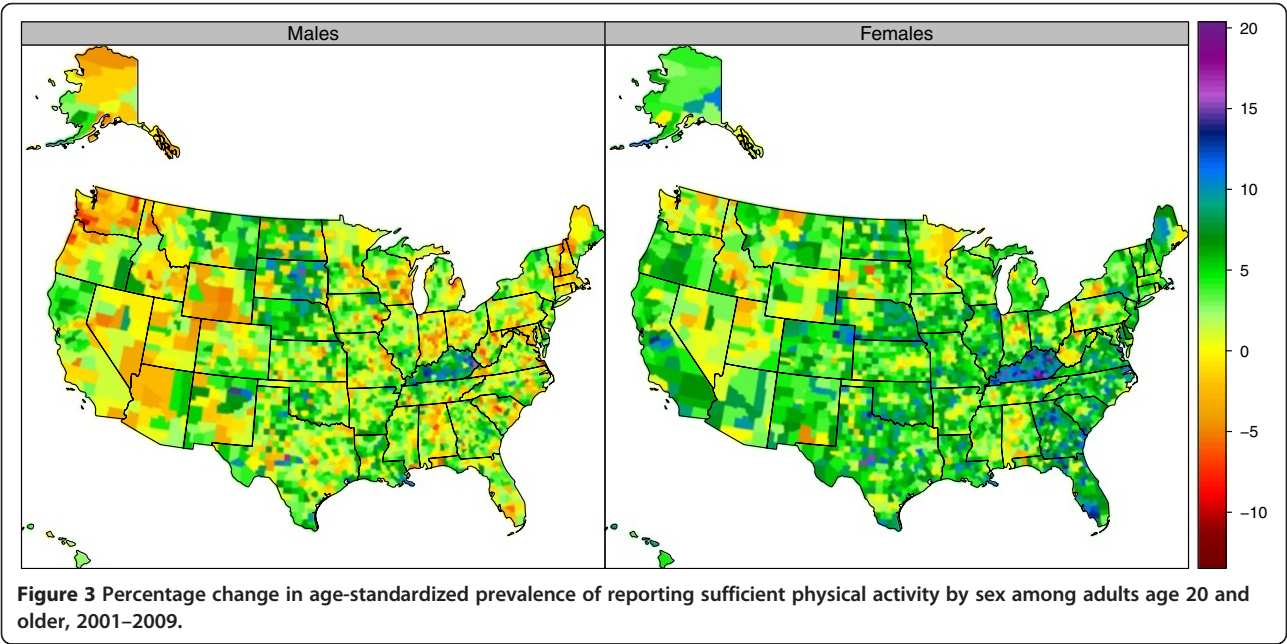 Males
Females
20
15
10
5
0
−5
−10
Figure 3 Percentage change in age-standardized prevalence of reporting sufficient physical activity by sex among adults age 20 and
older, 2001–2009.